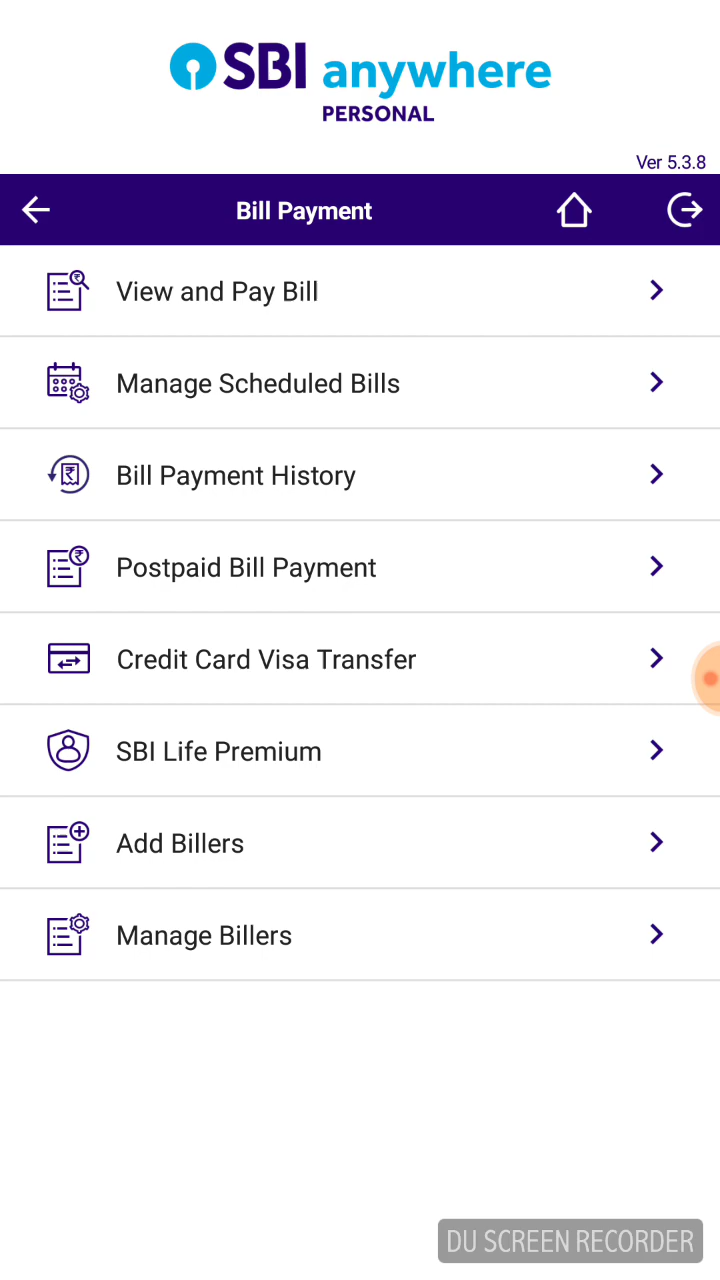 SBI anywhere
PERSONAL
Ver 5.3.8
Bill Payment
View and Pay Bill
Manage Scheduled Bills
Bill Payment History
Postpaid Bill Payment
Credit Card Visa Transfer
SBI Life Premium
Add Billers
Manage Billers
DU SCREEN RECORDER